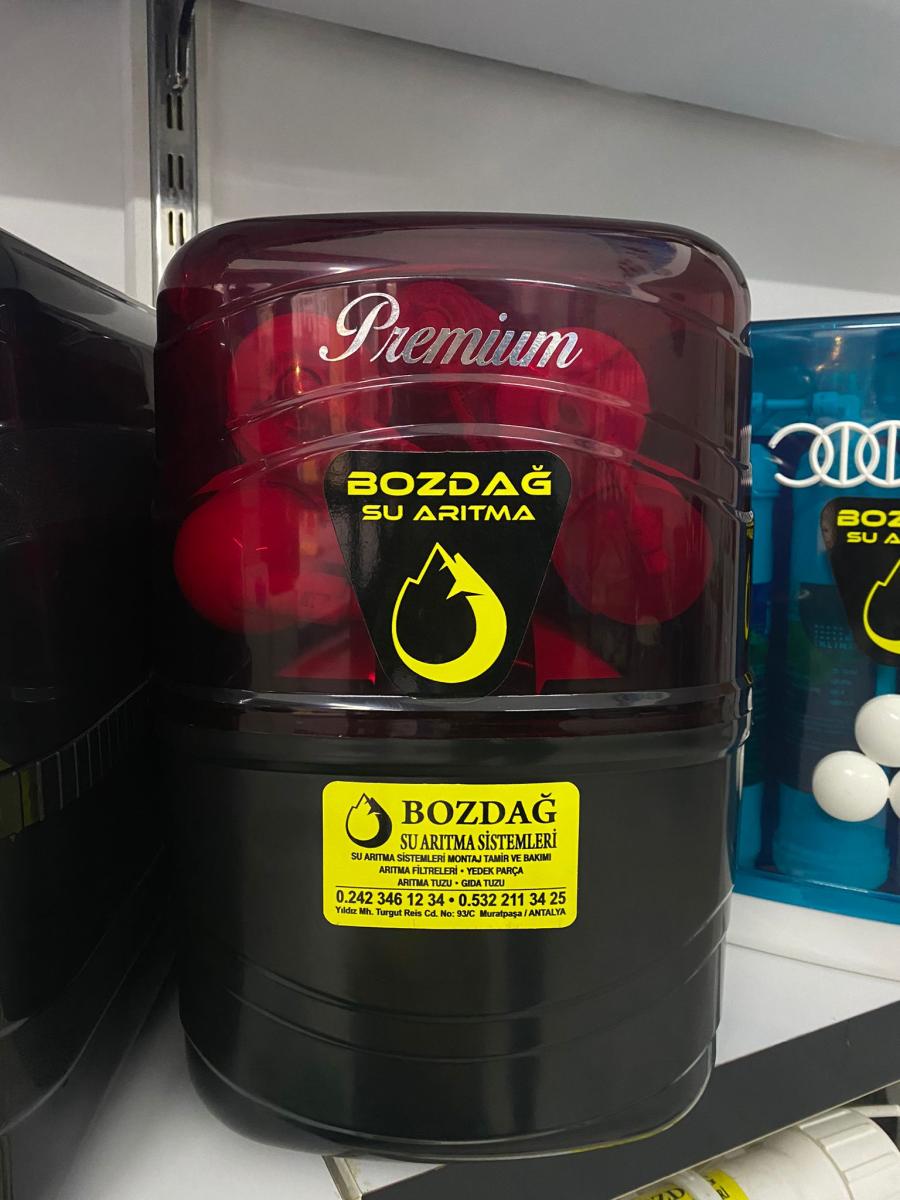 Premium
BOZDAĞ
SU ARITMA
BOZDAĞ
SU ARITMA SİSTEMLERİ
SU ARITMA SİSTEMLERİ MONTAJ TAMİR VE BAKIMI
ARITMA FİLTRELERİ • YEDEK PARÇA
ARITMA TUZU • GIDA TUZU
0.242 346 12 34 • 0.532 211 34 25
Yıldız Mh. Turgut Reis Cd. No: 93/C Muratpaşa / ANTALYA
BOZ
SU A
BOZD